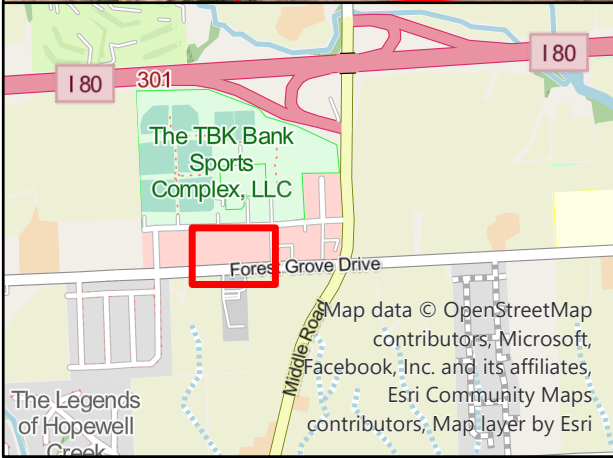 I 80
301
I 80
The TBK Bank
Sports
Complex, LLC
Forest Grove Drive
Middle Road
Map data © OpenStreetMap
contributors, Microsoft,
Facebook, Inc. and its affiliates,
Esri Community Maps
contributors, Map layer by Esri
The Legends
of Hopewell
Creek